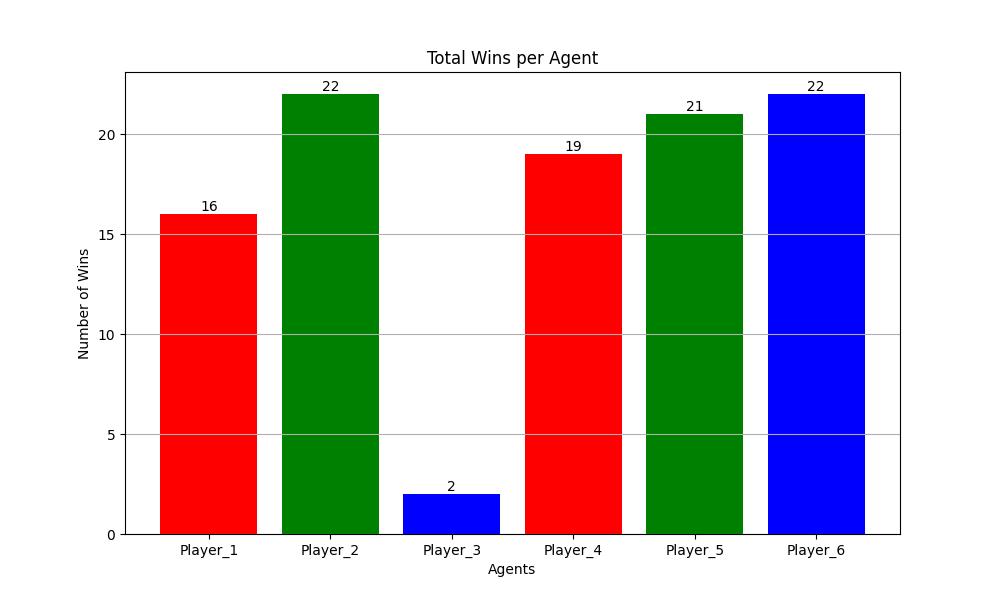 Total Wins per Agent
22
22
21
20
19
16
15
Number of Wins
10
5
2
0
Player_1 Player_2 Player_3 Player_4 Player_5 Player_6
Agents